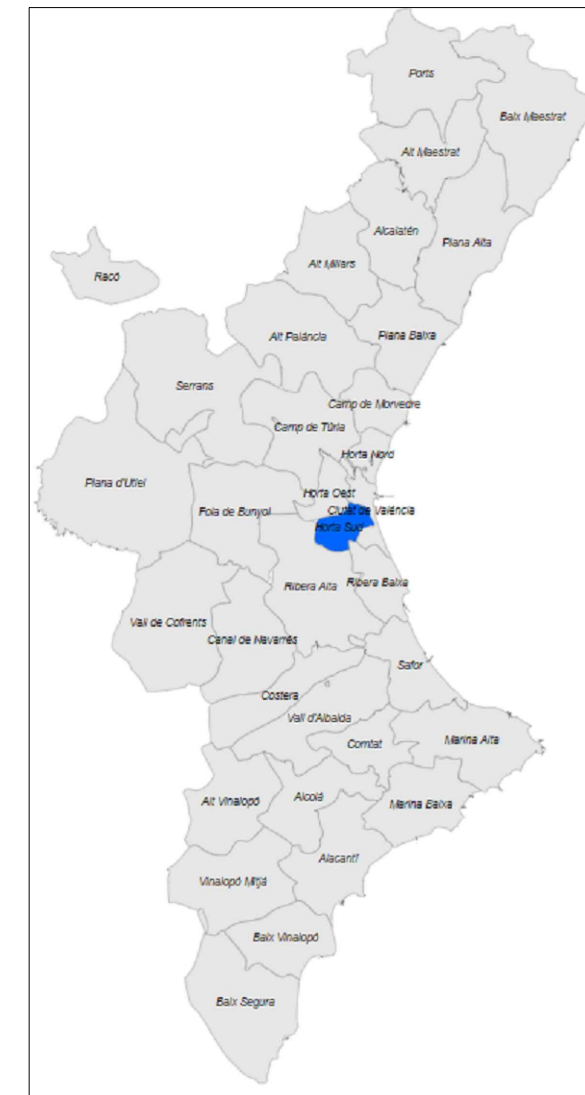 Ports
Baix Maestrat
Alt Maestrat
Alcalatén
Plana Alta
Alt Millars
Racó
Alt Palància
Plana Baixa
Serrans
Camp de Morvedre
Camp de Túria
Horta Nord
Plana d'Utiel
Horta Oest
Foia de Bunyol
Ciutat de València
Horta Sud
Ribera Alta
Ribera Baixa
Vall de Cofrents
Canal de Navarrés
Safor
Costera
Vall d'Albaida
Comtat
Marina Alta
Alt Vinalopó
Alcoià
Marina Baixa
Alacantí
Vinalopó Mitjà
Baix Vinalopó
Baix Segura